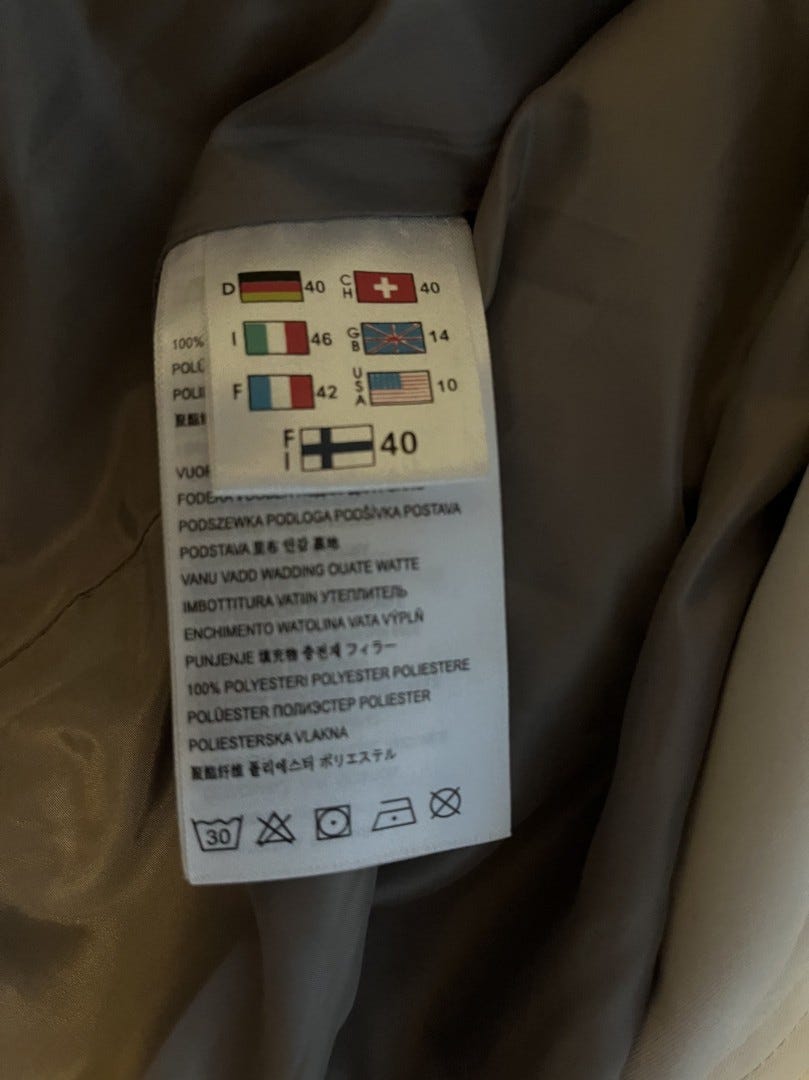 D 40 CH 40
I 46 GB 14
F 42 USA 10
FI 40
100%
PODSZEWKA PODLOGA PODŠÍVKA POSTAVA
PODSTAVA 里布 안감 裏地
VANU VADD WADDING OUATE WATTE
IMBOTTITURA VATIIN УТЕПЛИТЕЛЬ
ENCHIMENTO WATOLINA VATA VÝPLŇ
PUNJENJE 填充物 충전재 フィラー
100% POLYESTERI POLYESTER POLIESTERE
POLÜESTER ПОЛИЭСТЕР POLIESTER
POLIESTERSKA VLAKNA
聚酯纤维 폴리에스터 ポリエステル
30